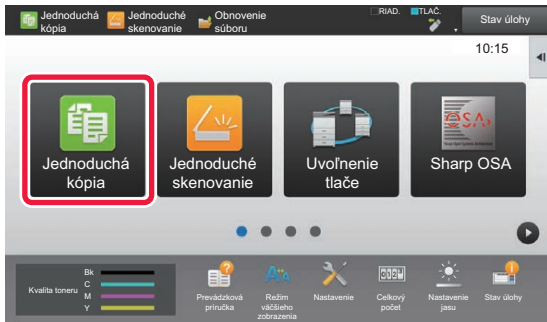 Jednoduchá
kópia
Jednoduché
skenovanie
Obnovenie
súboru
RIAD.
TLAČ.
Stav úlohy
10:15
Jednoduchá
kópia
Jednoduché
skenovanie
Uvoľnenie
tlače
OSA
Sharp OSA
Kvalita toneru
Bk
C
M
Y
Prevádzková
príručka
Režim
väčšieho
zobrazenia
Nastavenie
Celkový
počet
Nastavenie
jasu
Stav úlohy